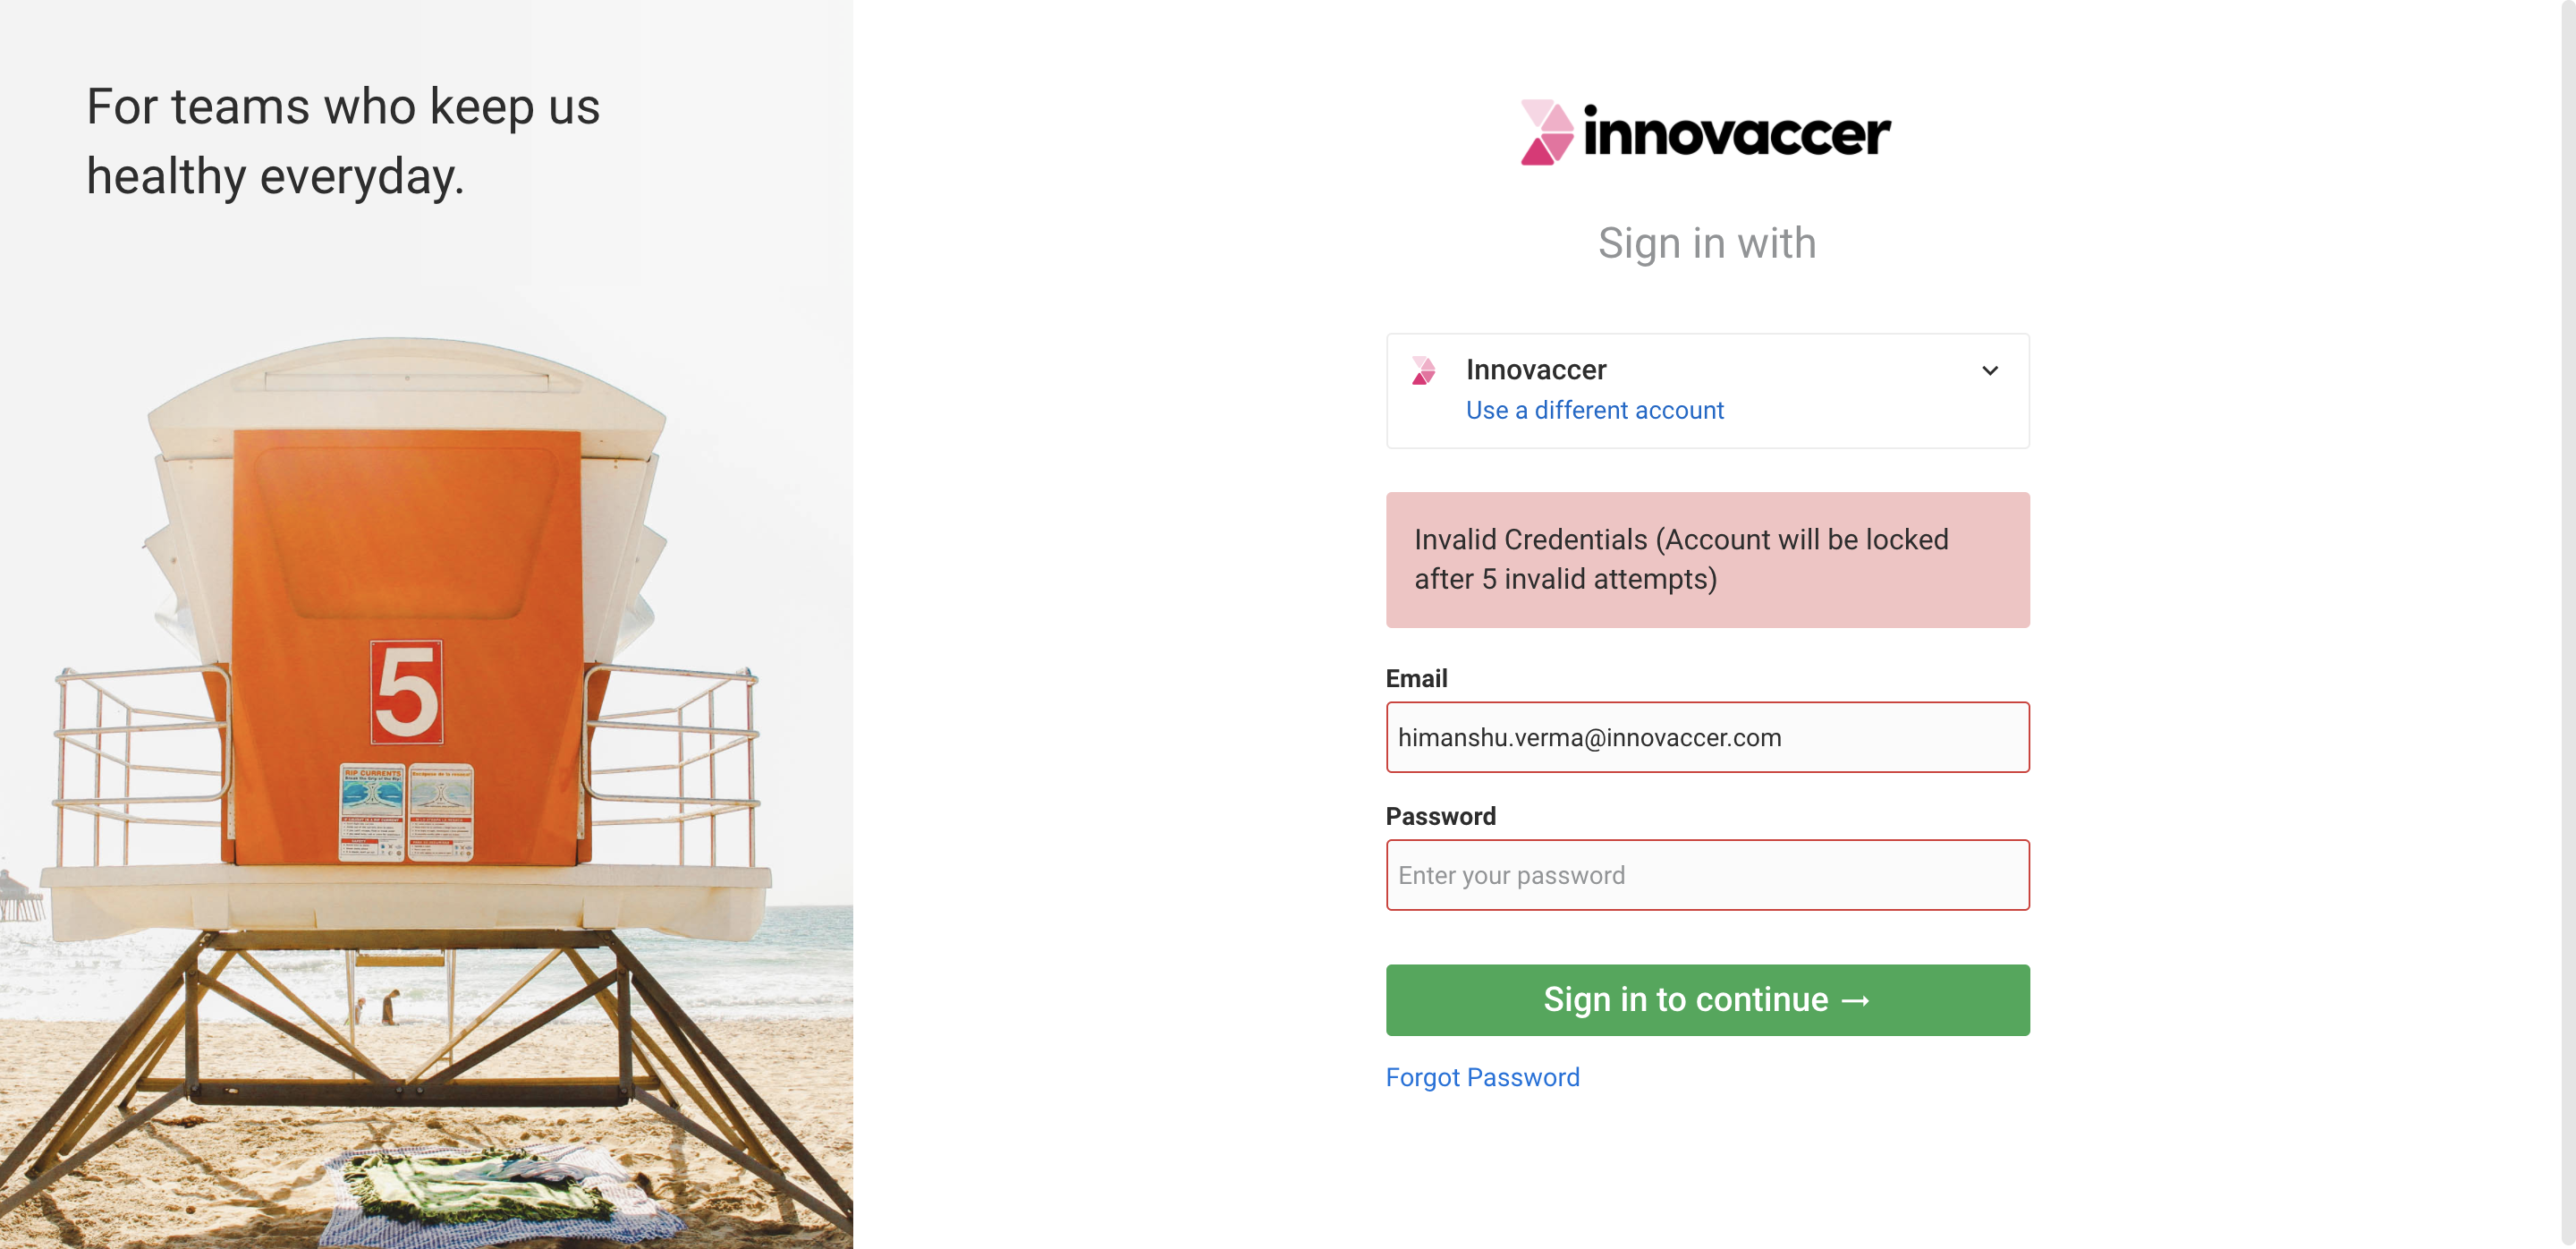 For teams who keep us
healthy everyday.
5
RIP CURRENTS
innovaccer
Sign in with
Innovaccer
Use a different account
Invalid Credentials (Account will be locked
after 5 invalid attempts)
Email
himanshu.verma@innovaccer.com
Password
Enter your password
Sign in to continue →
Forgot Password